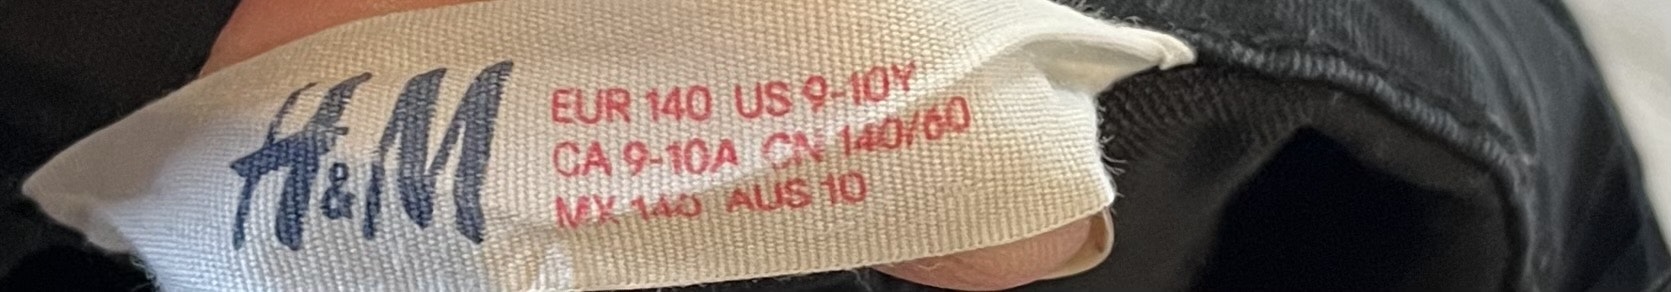 H&M
EUR 140 US 9-10Y
CA 9-10A CN 140/60
MX 140 AUS 10